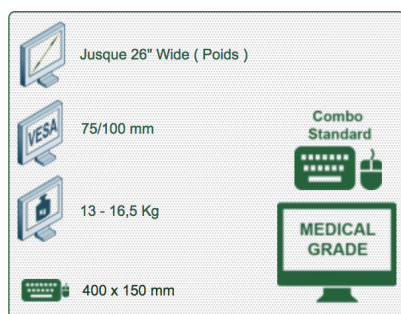 Jusque 26" Wide ( Poids )
VESA
75/100 mm
Combo
Standard
KG
13 - 16,5 Kg
MEDICAL
GRADE
400 x 150 mm